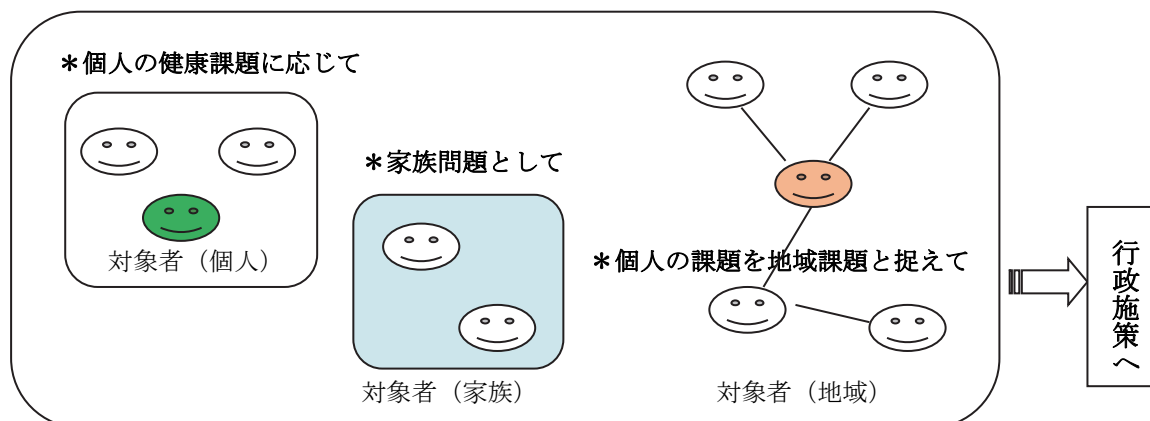 ＊個人の健康課題に応じて
対象者（個人）
＊家族問題として
対象者（家族）
＊個人の課題を地域課題と捉えて
対象者（地域）
行政施策へ